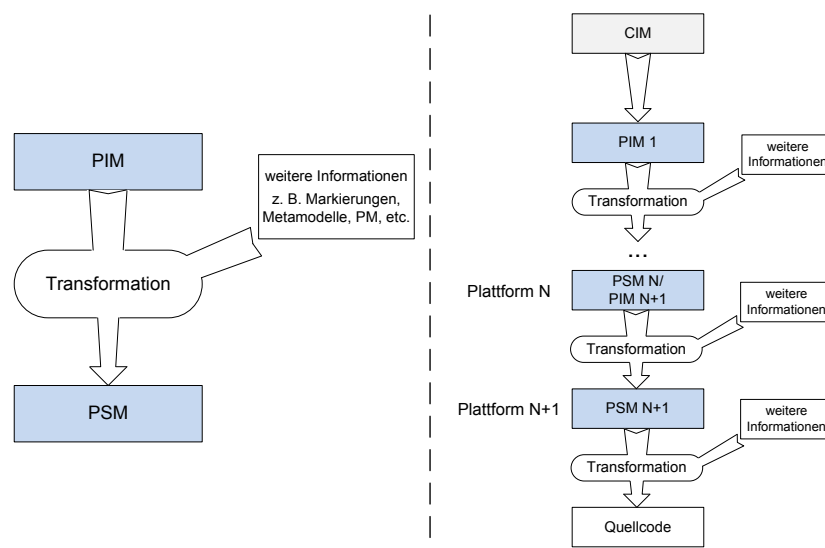 PIM
weitere Informationen
z. B. Markierungen,
Metamodelle, PM, etc.
Transformation
PSM
CIM
PIM 1
weitere
Informationen
Transformation
...
Plattform N
PSM N/
PIM N+1
weitere
Informationen
Transformation
Plattform N+1
PSM N+1
weitere
Informationen
Transformation
Quellcode